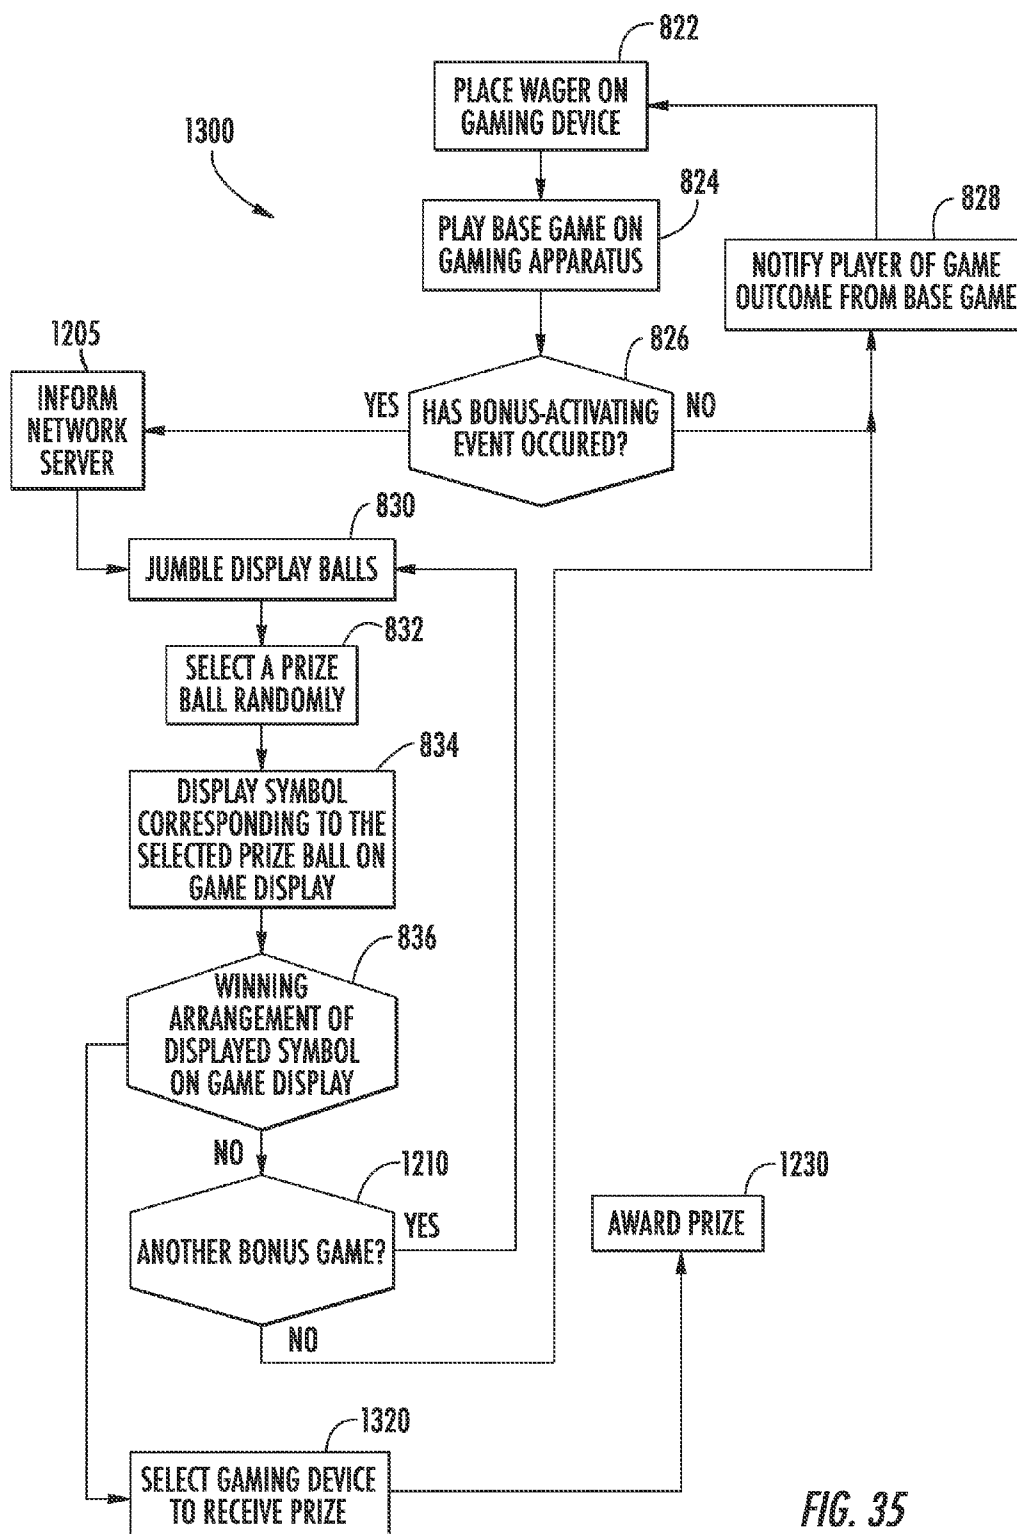 822
PLACE WAGER ON
GAMING DEVICE
1300
824
PLAY BASE GAME ON
GAMING APPARATUS
828
NOTIFY PLAYER OF GAME
OUTCOME FROM BASE GAME
1205
INFORM
NETWORK
SERVER
826
YES
HAS BONUS-ACTIVATING
EVENT OCCURED?
NO
830
JUMBLE DISPLAY BALLS
832
SELECT A PRIZE
BALL RANDOMLY
834
DISPLAY SYMBOL
CORRESPONDING TO THE
SELECTED PRIZE BALL ON
GAME DISPLAY
836
WINNING
ARRANGEMENT OF
DISPLAYED SYMBOL
ON GAME DISPLAY
NO
1210
ANOTHER BONUS GAME?
YES
NO
1230
AWARD PRIZE
1320
SELECT GAMING DEVICE
TO RECEIVE PRIZE
FIG. 35